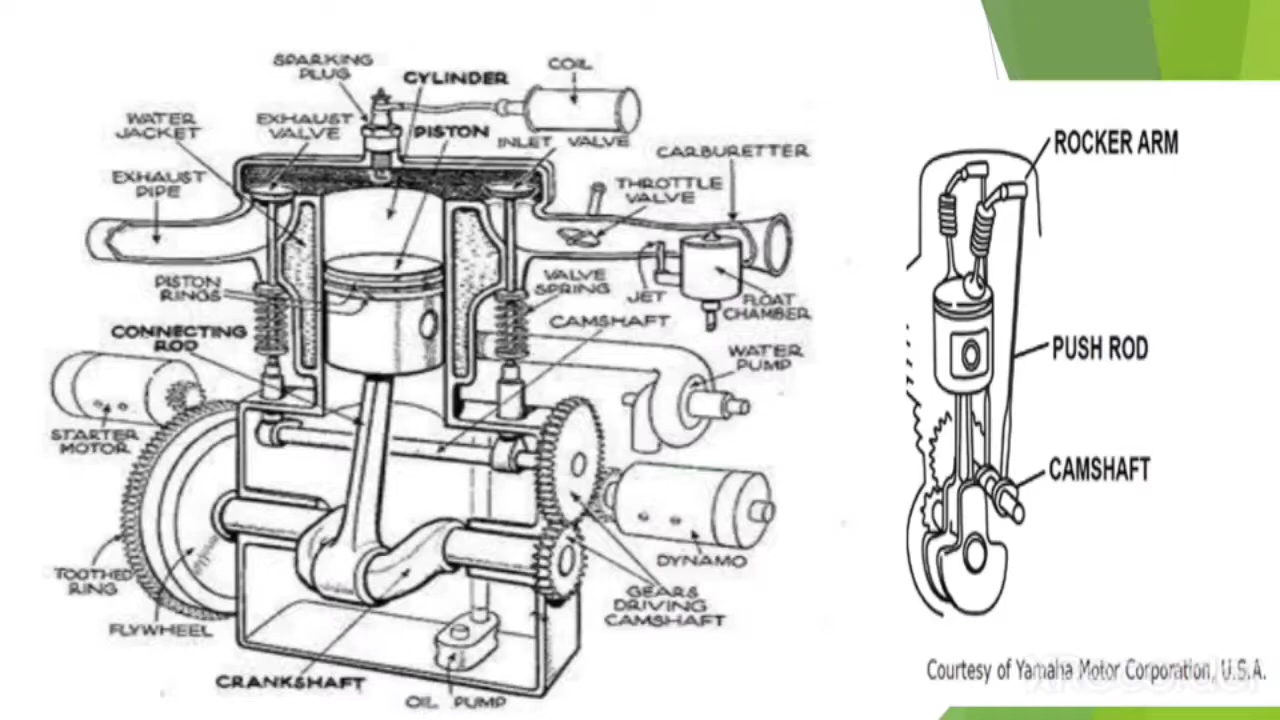 SPARKING
PLUG
CYLINDER
COIL
WATER
JACKET
EXHAUST
VALVE
PISTON
INLET VALVE
CARBURETTER
EXHAUST
PIPE
THROTTLE
VALVE
PISTON
RINGS
VALVE
SPRING
JET
FLOAT
CHAMBER
CONNECTING
ROD
CAMSHAFT
WATER
PUMP
STARTER
MOTOR
DYNAMO
TOOTHED
RING
GEARS
DRIVING
CAMSHAFT
FLYWHEEL
CRANKSHAFT
OIL PUMP
ROCKER ARM
PUSH ROD
CAMSHAFT
Courtesy of Yamaha Motor Corporation, U.S.A.